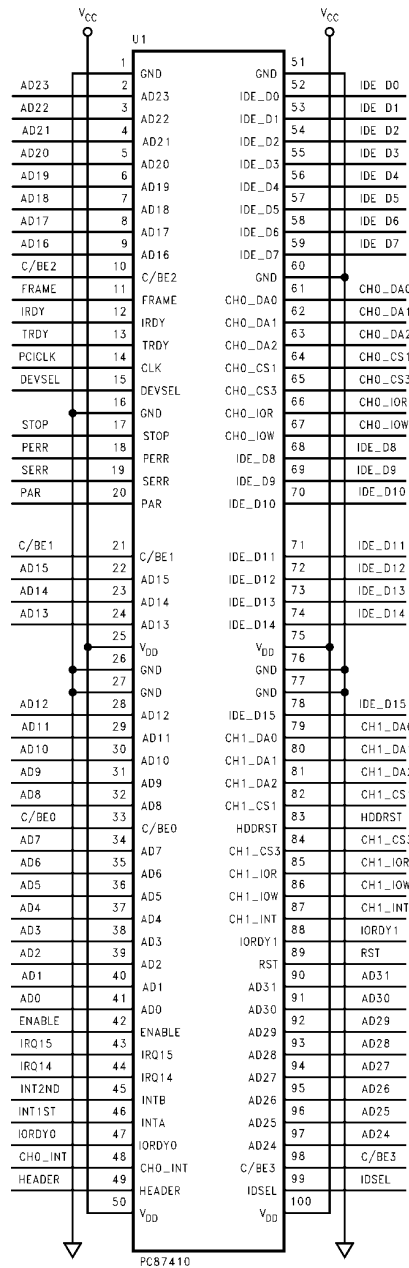 VCC VCC
U1
1 GND GND 51
AD23 2 AD23 IDE_D0 52 IDE D0
AD22 3 AD22 IDE_D1 53 IDE D1
AD21 4 AD21 IDE_D2 54 IDE D2
AD20 5 AD20 IDE_D3 55 IDE D3
AD19 6 AD19 IDE_D4 56 IDE D4
AD18 7 AD18 IDE_D5 57 IDE D5
AD17 8 AD17 IDE_D6 58 IDE D6
AD16 9 AD16 IDE_D7 59 IDE D7
C/BE2 10 C/BE2 GND 60
FRAME 11 FRAME CH0_DA0 61 CH0_DA0
IRDY 12 IRDY CH0_DA1 62 CH0_DA1
TRDY 13 TRDY CH0_DA2 63 CH0_DA2
PCICLK 14 CLK CH0_CS1 64 CH0_CS1
DEVSEL 15 DEVSEL CH0_CS3 65 CH0_CS3
16 GND CH0_IOR 66 CH0_IOR
STOP 17 STOP CH0_IOW 67 CH0_IOW
PERR 18 PERR IDE_D8 68 IDE_D8
SERR 19 SERR IDE_D9 69 IDE_D9
PAR 20 PAR IDE_D10 70 IDE_D10
C/BE1 21 C/BE1 IDE_D11 71 IDE_D11
AD15 22 AD15 IDE_D12 72 IDE_D12
AD14 23 AD14 IDE_D13 73 IDE_D13
AD13 24 AD13 IDE_D14 74 IDE_D14
25 VDD VDD 75
26 GND GND 76
27 GND GND 77
AD12 28 AD12 IDE_D15 78 IDE_D15
AD11 29 AD11 CH1_DA0 79 CH1_DA0
AD10 30 AD10 CH1_DA1 80 CH1_DA1
AD9 31 AD9 CH1_DA2 81 CH1_DA2
AD8 32 AD8 CH1_CS1 82 CH1_CS1
C/BE0 33 C/BE0 HDDRST 83 HDDRST
AD7 34 AD7 CH1_CS3 84 CH1_CS3
AD6 35 AD6 CH1_IOR 85 CH1_IOR
AD5 36 AD5 CH1_IOW 86 CH1_IOW
AD4 37 AD4 CH1_INT 87 CH1_INT
AD3 38 AD3 IORDY1 88 IORDY1
AD2 39 AD2 RST 89 RST
AD1 40 AD1 AD31 90 AD31
AD0 41 AD0 AD30 91 AD30
ENABLE 42 ENABLE AD29 92 AD29
IRQ15 43 IRQ15 AD28 93 AD28
IRQ14 44 IRQ14 AD27 94 AD27
INT2ND 45 INTB AD26 95 AD26
INT1ST 46 INTA AD25 96 AD25
IORDY0 47 IORDY0 AD24 97 AD24
CH0_INT 48 CH0_INT C/BE3 98 C/BE3
HEADER 49 HEADER IDSEL 99 IDSEL
50 VDD VDD 100
PC87410